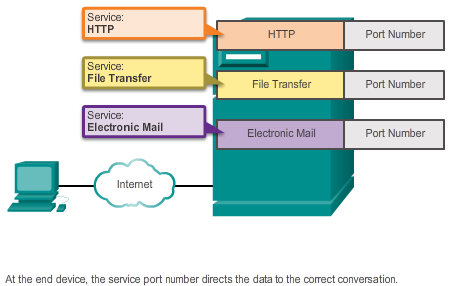 Service:
HTTP
HTTP
Port Number
Service:
File Transfer
File Transfer
Port Number
Service:
Electronic Mail
Electronic Mail
Port Number
Internet
At the end device, the service port number directs the data to the correct conversation.